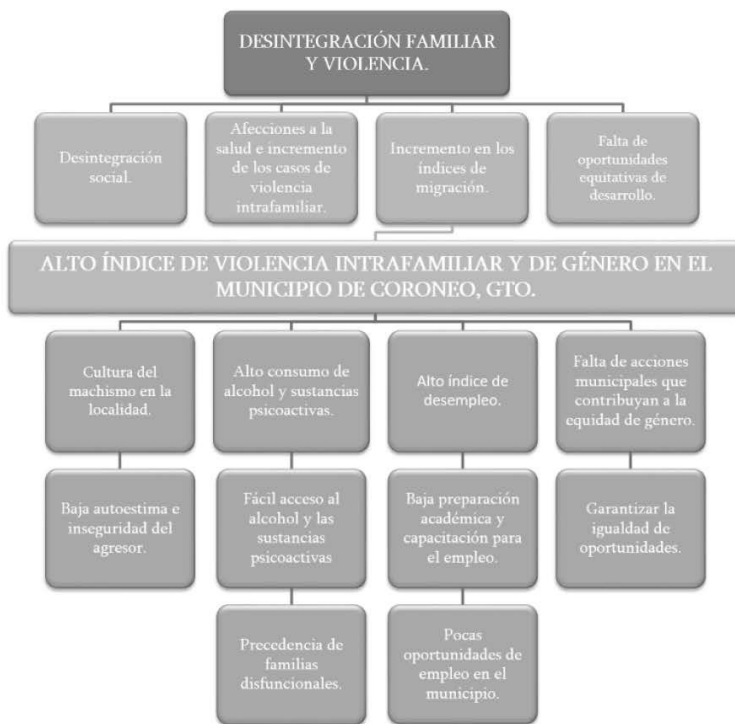 DESINTEGRACIÓN FAMILIAR
Y VIOLENCIA.
Desintegración
social.
Afecciones a la
salud e incremento
de los casos de
violencia
intrafamiliar.
Incremento en los
índices de
migración.
Falta de
oportunidades
equitativas de
desarrollo.
ALTO ÍNDICE DE VIOLENCIA INTRAFAMILIAR Y DE GÉNERO EN EL
MUNICIPIO DE CORONEO, GTO.
Cultura del
machismo en la
localidad.
Alto consumo de
alcohol y sustancias
psicoactivas.
Alto índice de
desempleo.
Falta de acciones
municipales que
contribuyan a la
equidad de género.
Baja autoestima e
inseguridad del
agresor.
Fácil acceso al
alcohol y las
sustancias
psicoactivas
Baja preparación
académica y
capacitación para
el empleo.
Garantizar la
igualdad de
oportunidades.
Precedencia de
familias
disfuncionales.
Pocas
oportunidades de
empleo en el
municipio.